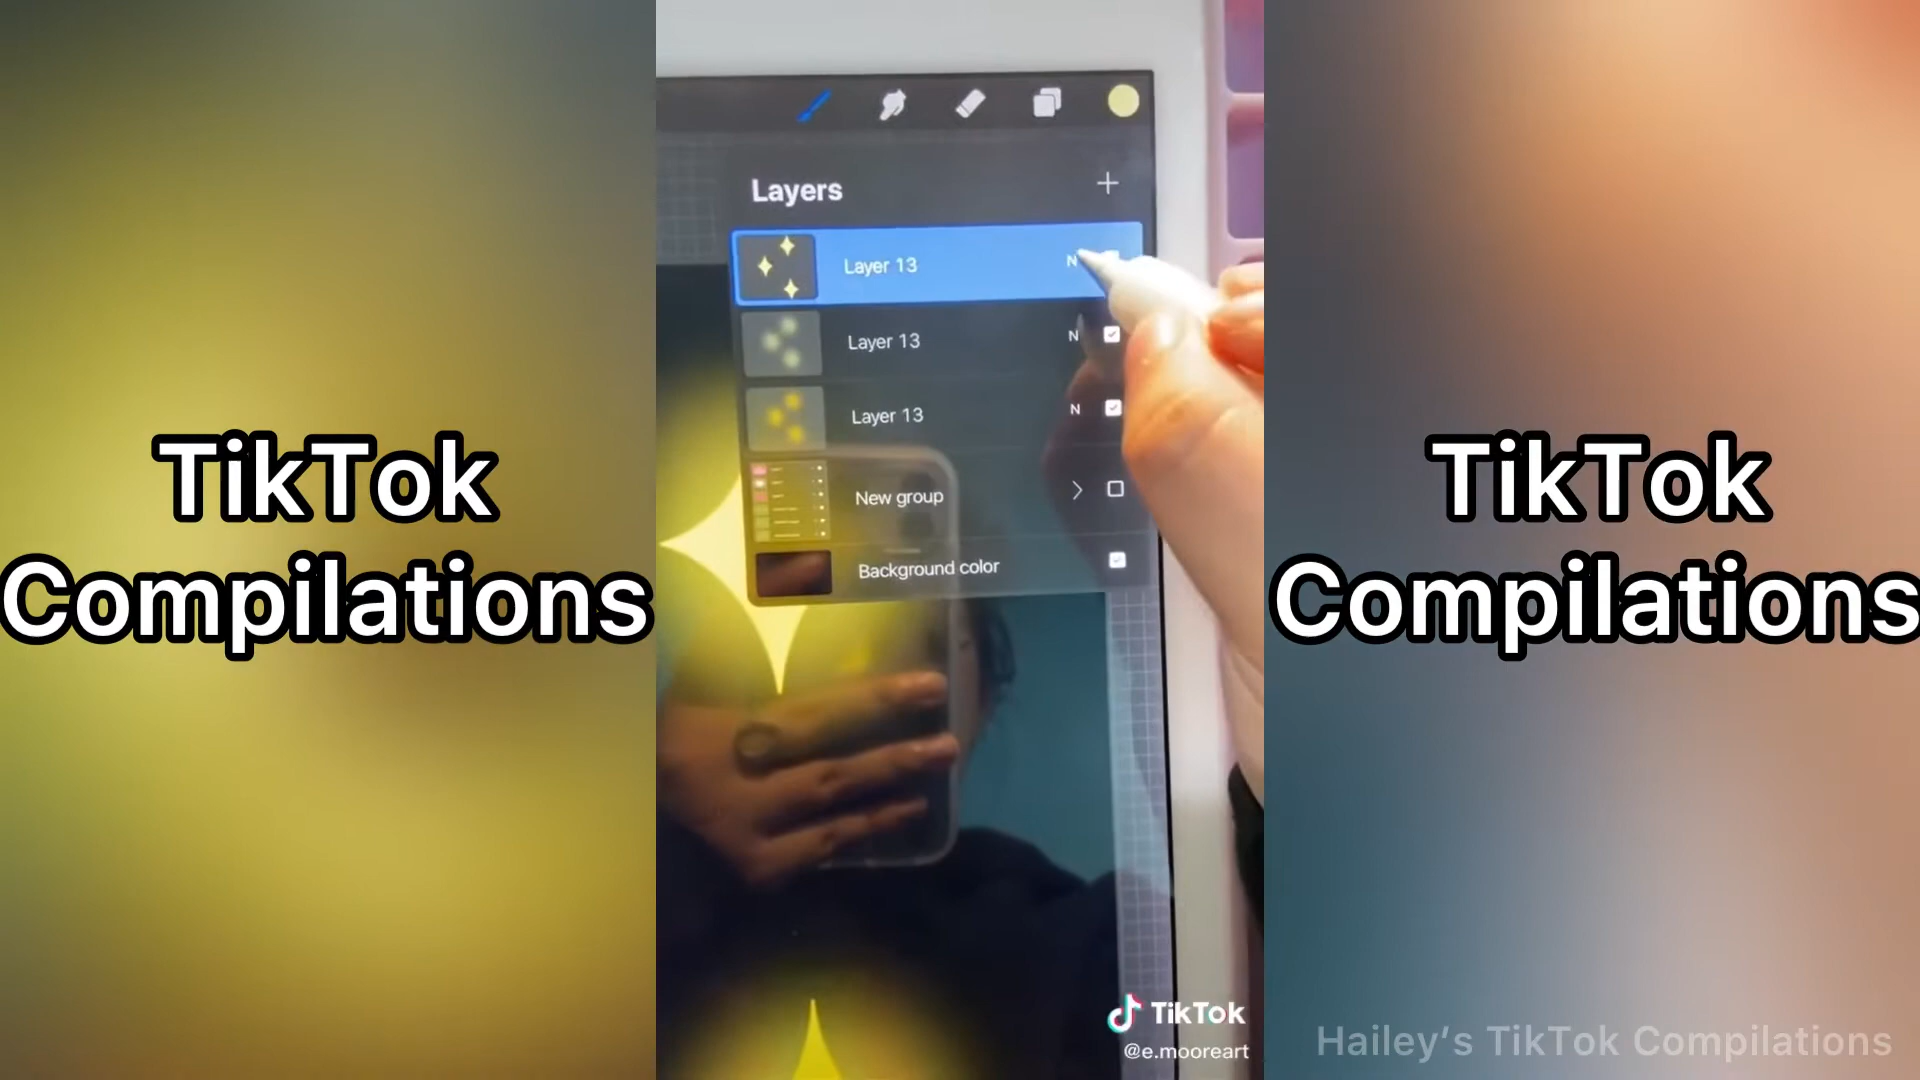 TikTok
Compilations
Layers
Layer 13 N
Layer 13 N
Layer 13 N
New group
Background color
TikTok
@e.mooreart
TikTok
Compilations
Hailey’s TikTok Compilations